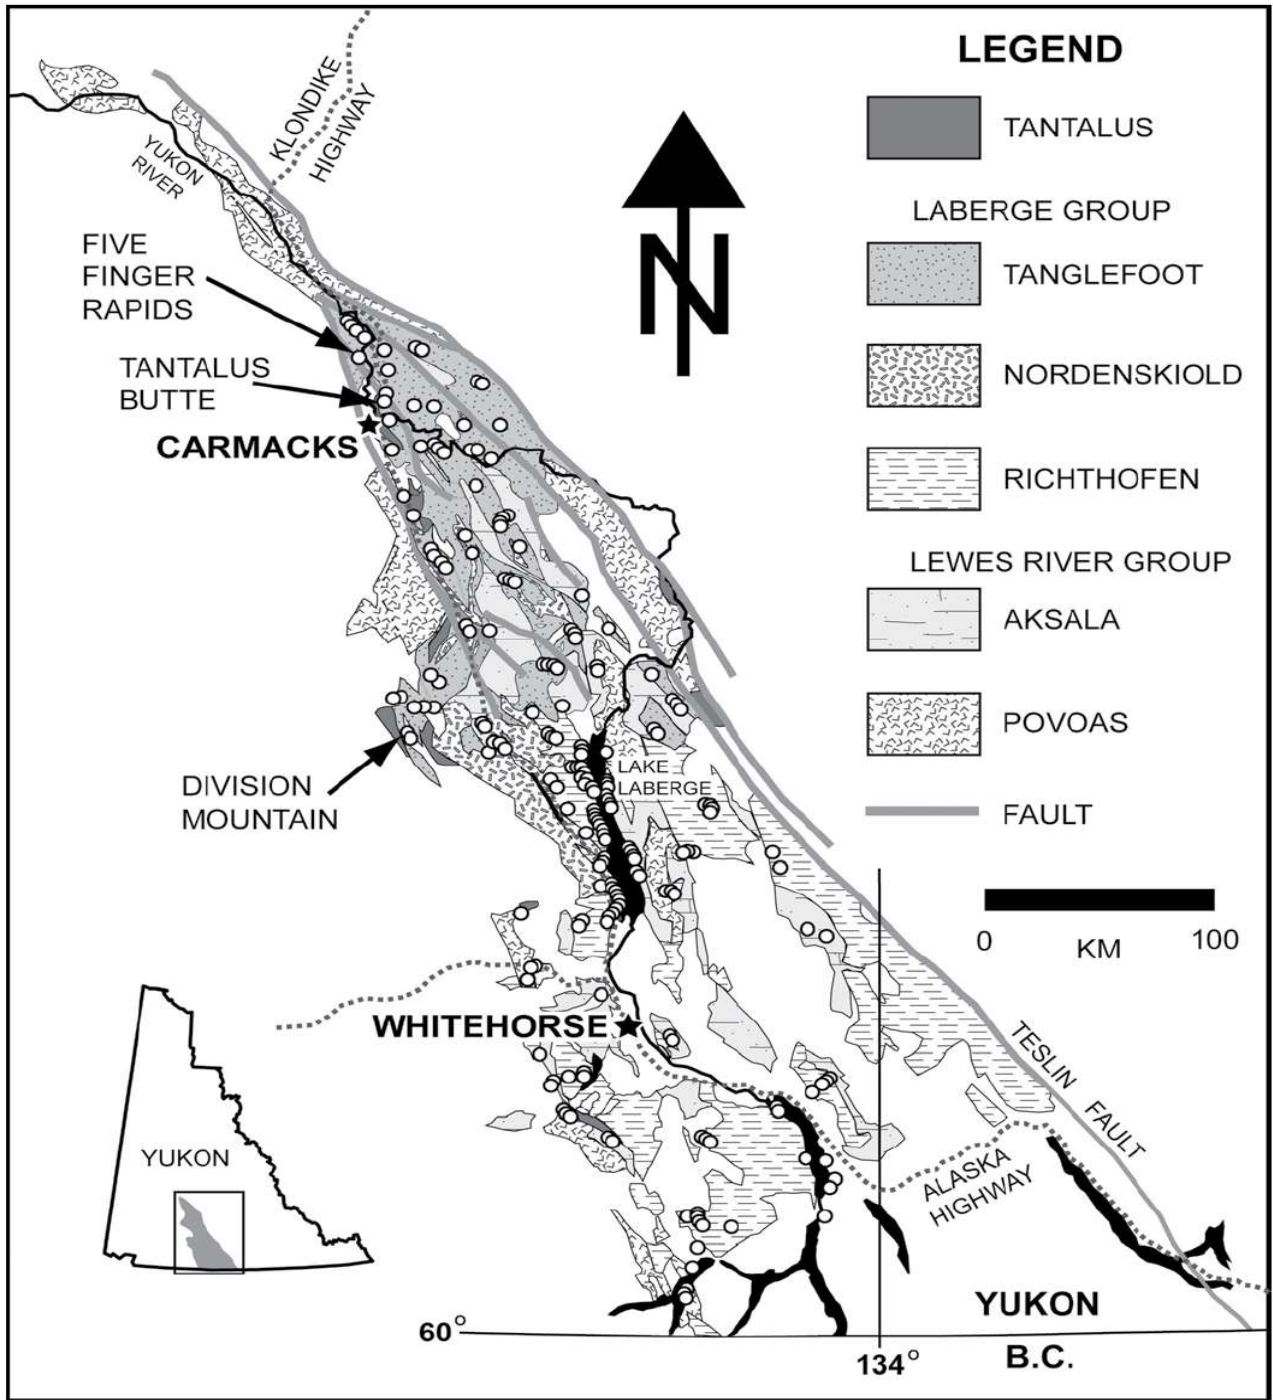 LEGEND
TANTALUS
LABERGE GROUP
TANGLEFOOT
NORDENSKIOLD
RICHTHOFEN
LEWES RIVER GROUP
AKSALA
POVOAS
FAULT
0
100
KM
N
KLONDIKE
HIGHWAY
YUKON
RIVER
FIVE
FINGER
RAPIDS
TANTALUS
BUTTE
CARMACKS
DIVISION
MOUNTAIN
LAKE
LABERGE
WHITEHORSE
TESLIN FAULT
ALASKA
HIGHWAY
YUKON
YUKON
B.C.
60°
134°